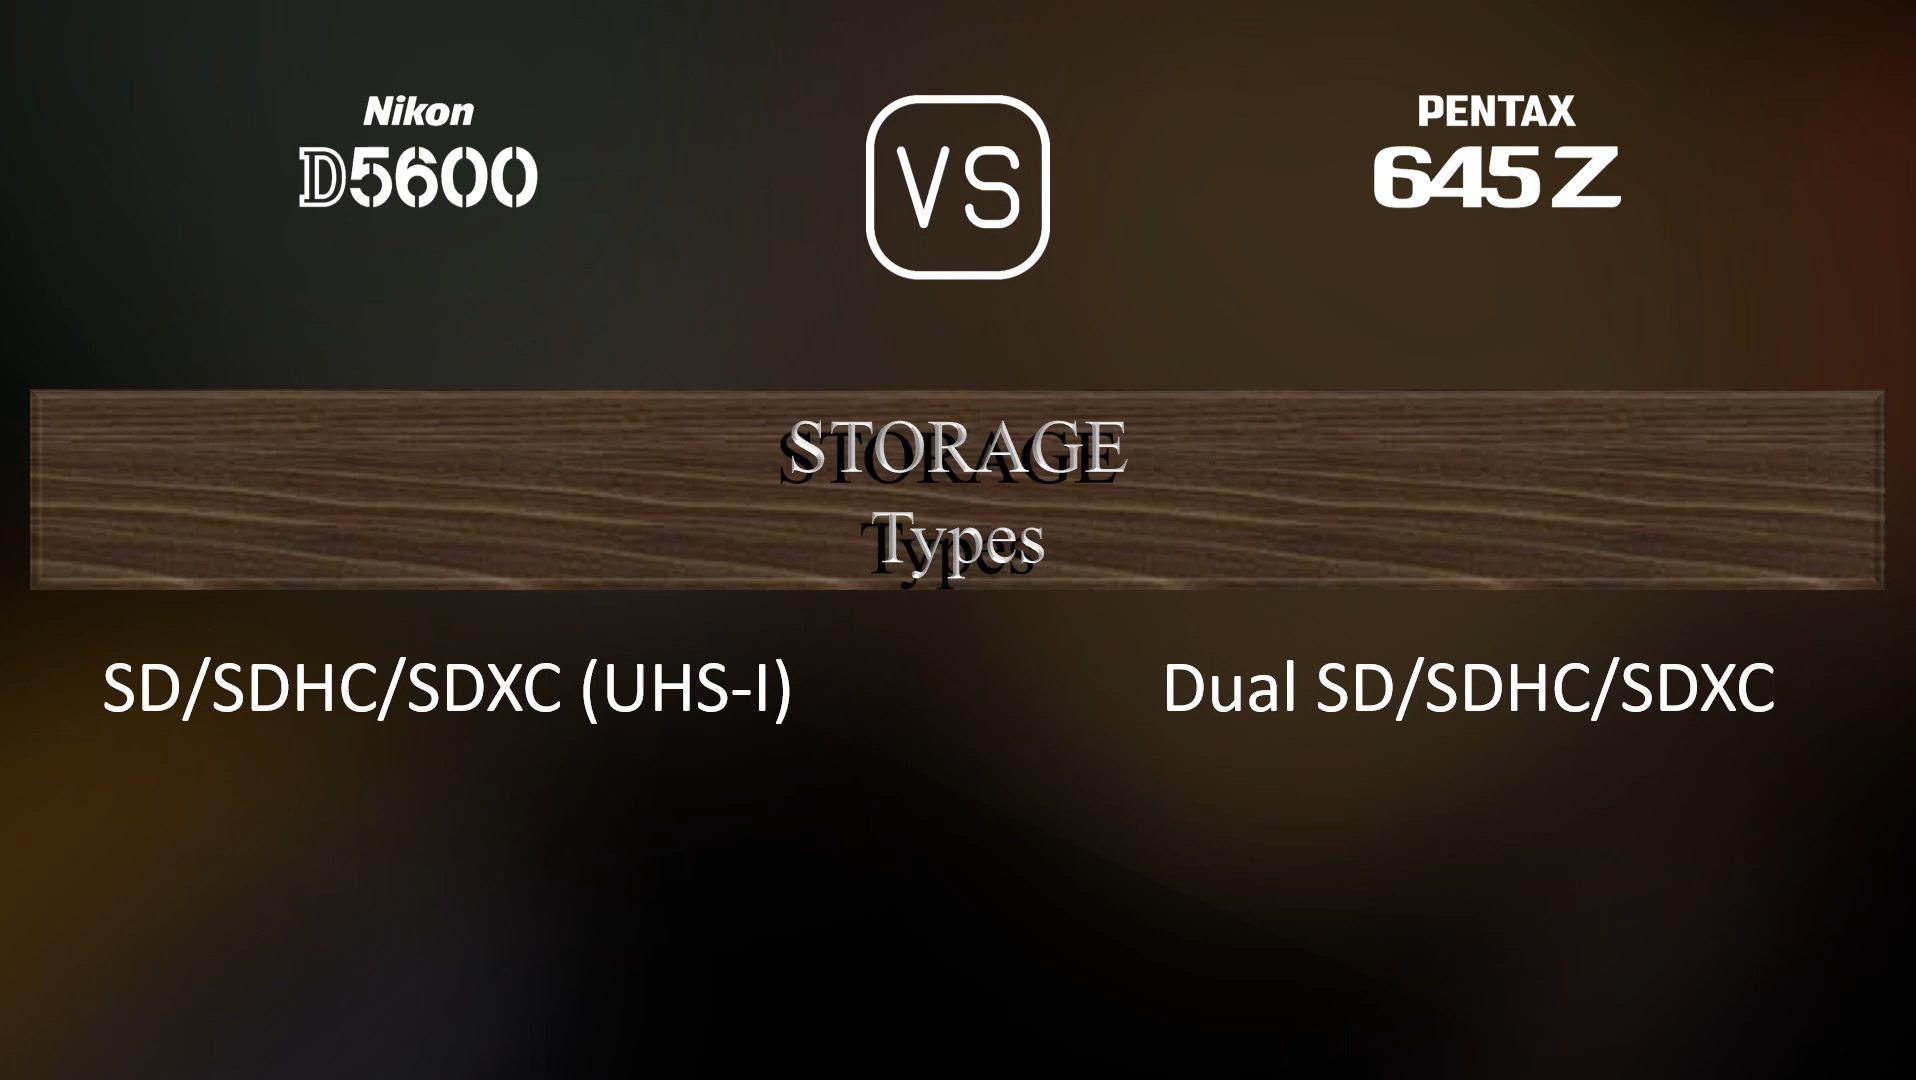 Nikon
D5600
VS
PENTAX
645Z
STORAGE
Types
SD/SDHC/SDXC (UHS-I)
Dual SD/SDHC/SDXC